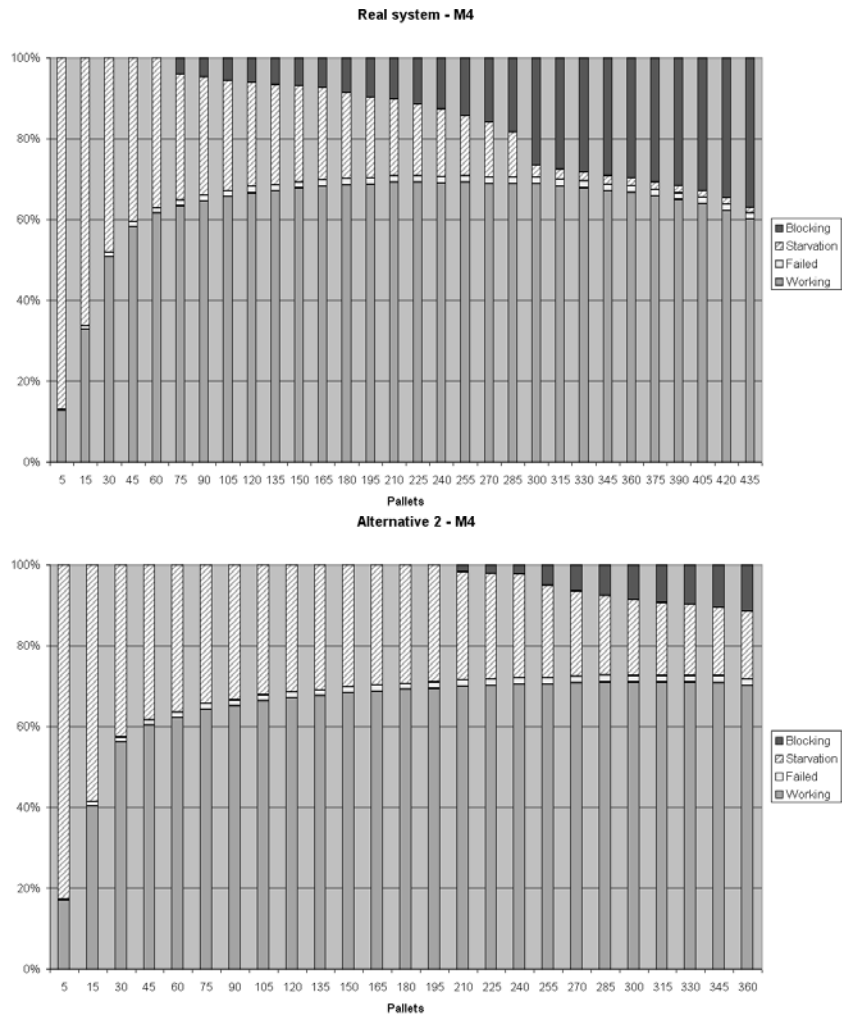 Real system - M4
100%
80%
60%
40%
20%
0%
5 15 30 45 60 75 90 105 120 135 150 165 180 195 210 225 240 255 270 285 300 315 330 345 360 375 390 405 420 435
Pallets
Blocking
Starvation
Failed
Working
Alternative 2 - M4
100%
80%
60%
40%
20%
0%
5 15 30 45 60 75 90 105 120 135 150 165 180 195 210 225 240 255 270 285 300 315 330 345 360
Pallets
Blocking
Starvation
Failed
Working